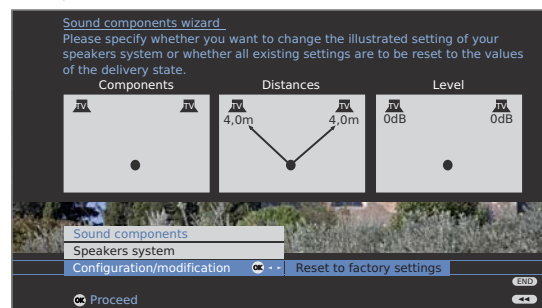 Sound components wizard
Please specify whether you want to change the illustrated setting of your
speakers system or whether all existing settings are to be reset to the values
of the delivery state.
Components Distances Level
TV TV TV TV TV TV
4,0m 4,0m 0dB 0dB
Sound components
Speakers system
Configuration/modification OK Reset to factory settings
END
OK Proceed